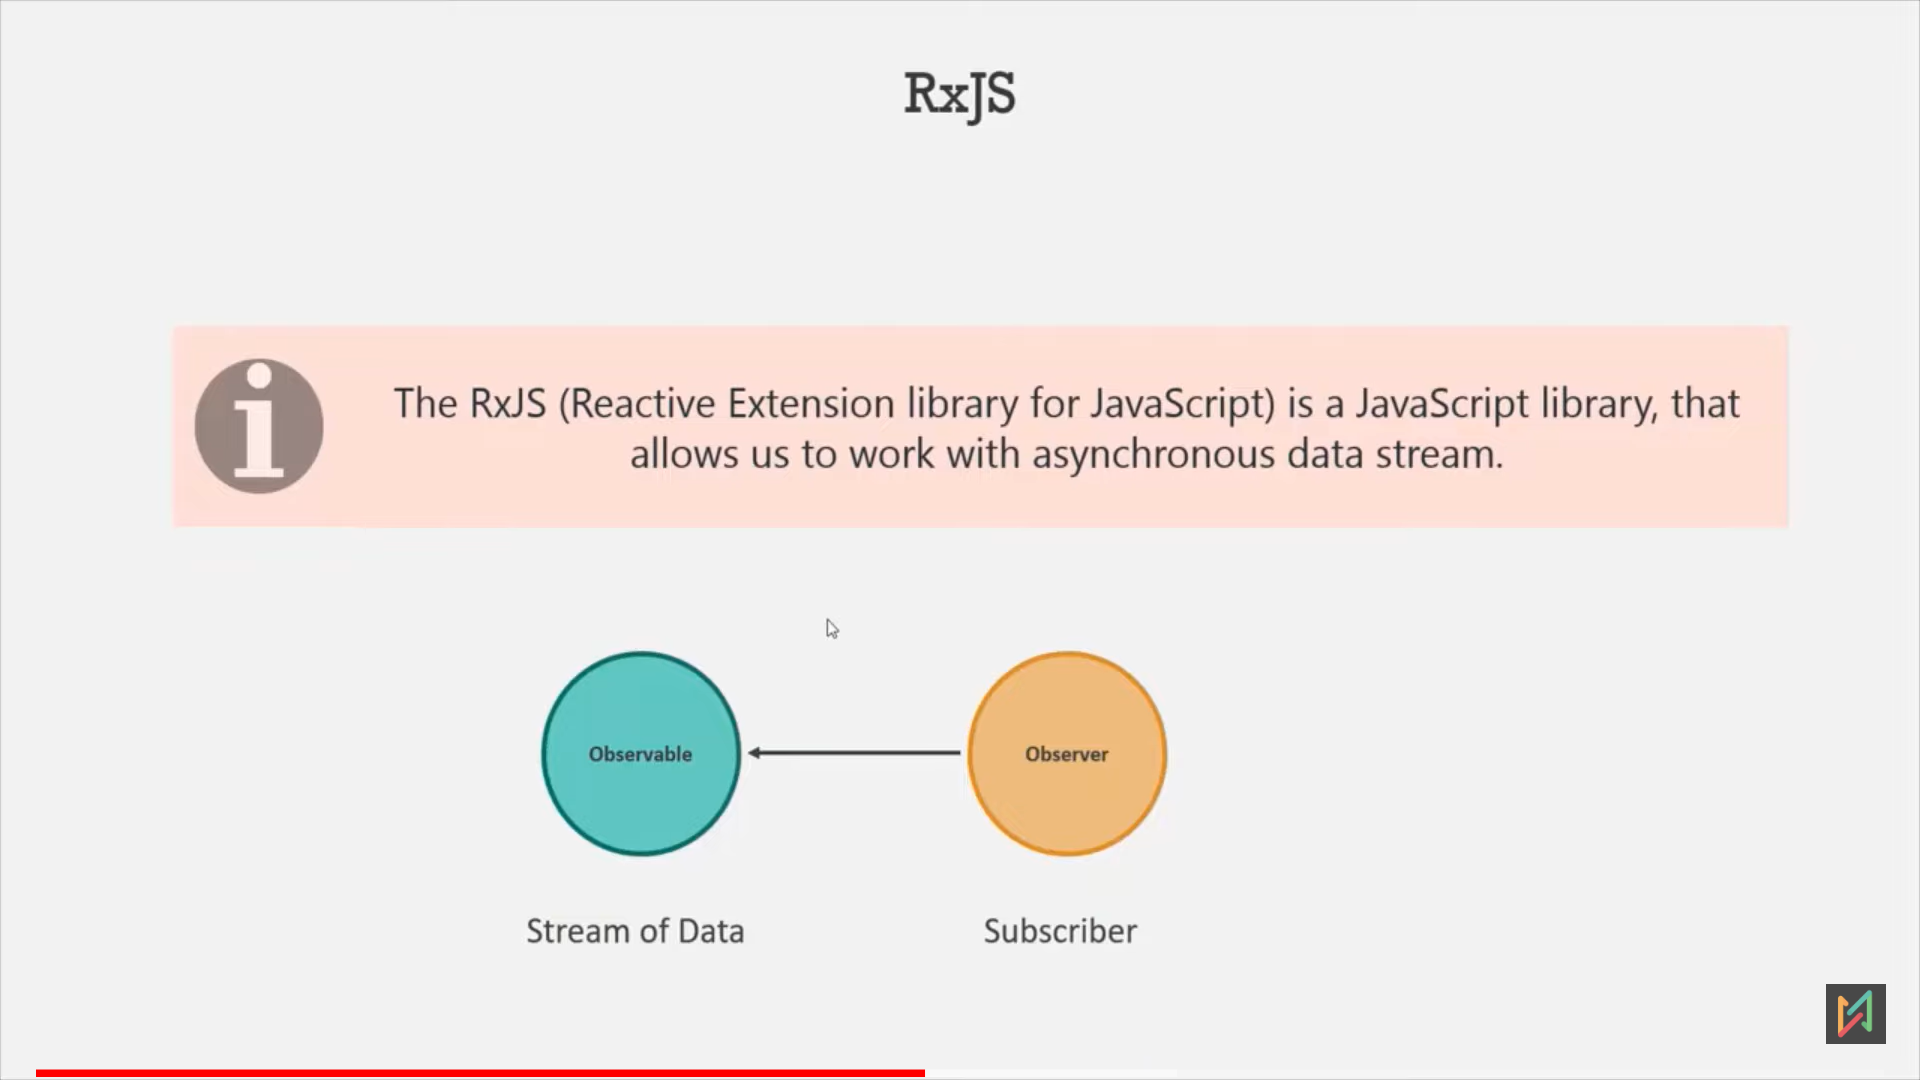 RxJS
The RxJS (Reactive Extension library for JavaScript) is a JavaScript library, that
allows us to work with asynchronous data stream.
Observable
Observer
Stream of Data
Subscriber